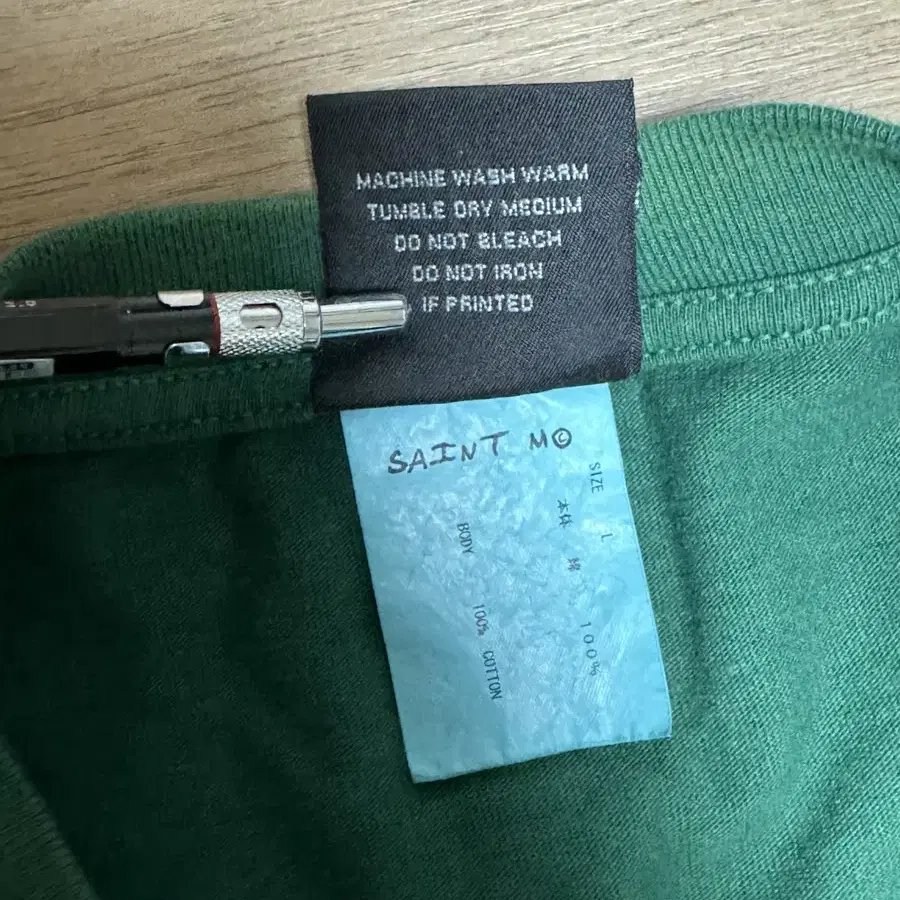 MACHINE WASH WARM
TUMBLE DRY MEDIUM
DO NOT BLEACH
DO NOT IRON
IF PRINTED
SAINT M©
SIZE L
本体 綿 100%
BODY 100% COTTON